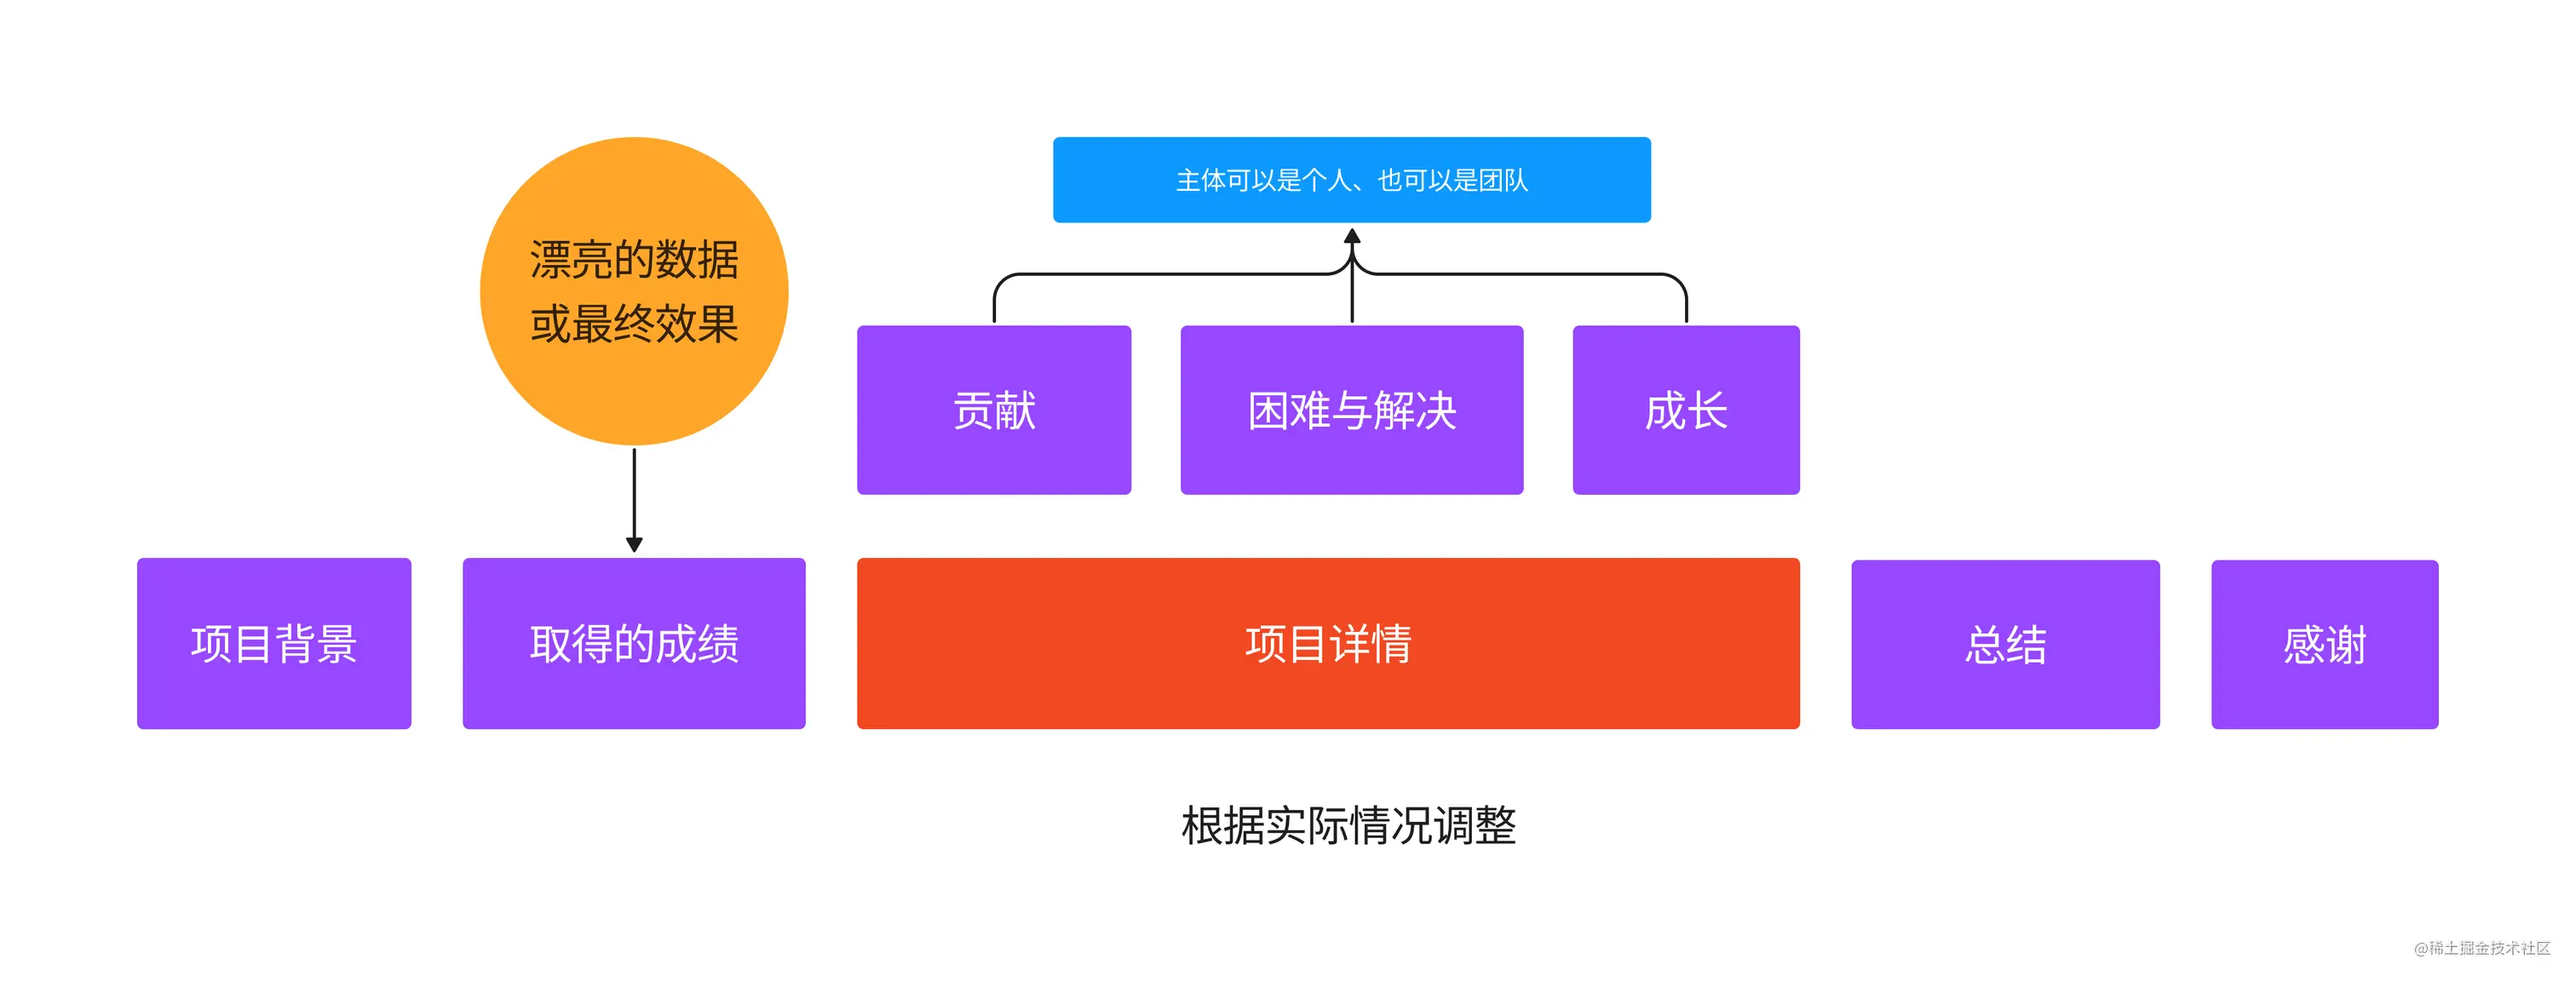 漂亮的数据
或最终效果
主体可以是个人、也可以是团队
贡献
困难与解决
成长
项目背景
取得的成绩
项目详情
总结
感谢
根据实际情况调整
@稀土掘金技术社区